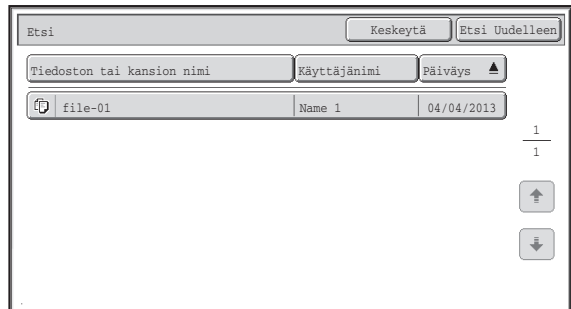 Etsi Keskeytä Etsi Uudelleen
Tiedoston tai kansion nimi Käyttäjänimi Päiväys
file-01 Name 1 04/04/2013
1
1